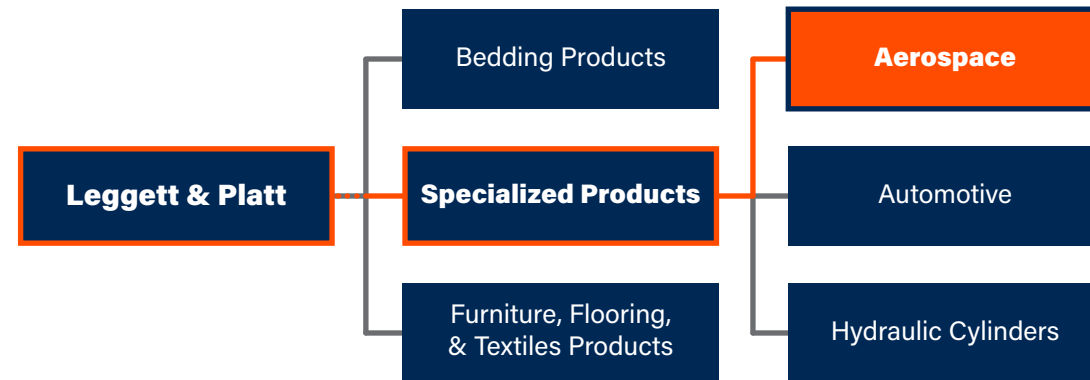 Bedding Products
Aerospace
Leggett & Platt
Specialized Products
Automotive
Furniture, Flooring,
& Textiles Products
Hydraulic Cylinders